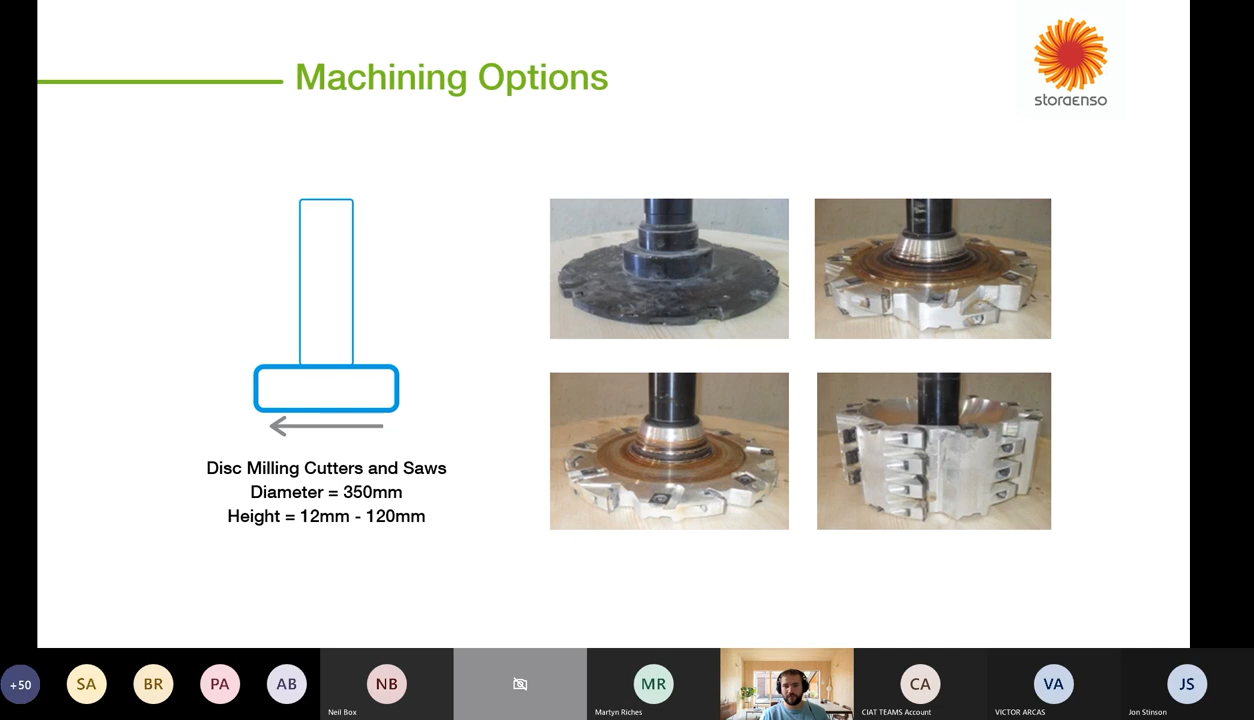 Machining Options
storaenso
Disc Milling Cutters and Saws
Diameter = 350mm
Height = 12mm - 120mm
+50
SA
BR
PA
AB
NB
MR
CA
VA
JS
Neil Box
Martyn Riches
CIAT TEAMS Account
VICTOR ARCAS
Jon Stinson